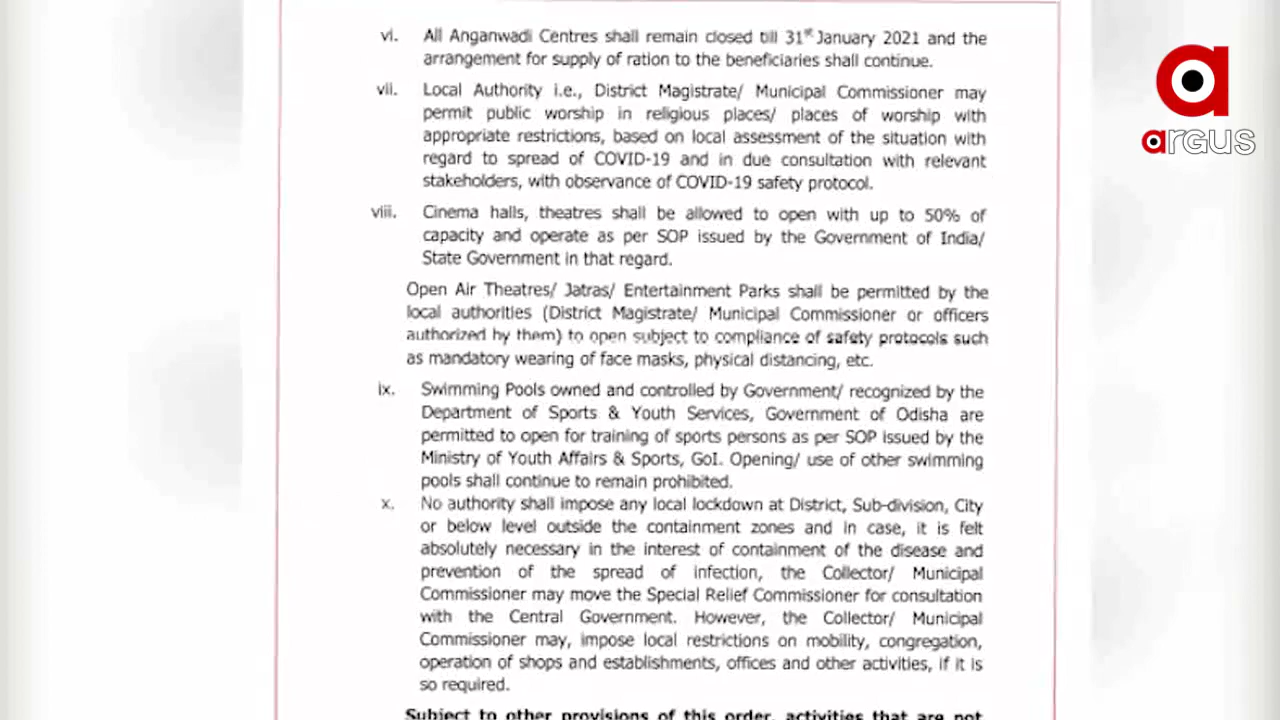 vi. All Anganwadi Centres shall remain closed till 31st January 2021 and the
arrangement for supply of ration to the beneficiaries shall continue.
vii. Local Authority i.e., District Magistrate/ Municipal Commissioner may
permit public worship in religious places/ places of worship with
appropriate restrictions, based on local assessment of the situation with
regard to spread of COVID-19 and in due consultation with relevant
stakeholders, with observance of COVID-19 safety protocol.
viii. Cinema halls, theatres shall be allowed to open with up to 50% of
capacity and operate as per SOP issued by the Government of India/
State Government in that regard.
Open Air Theatres/ Jatras/ Entertainment Parks shall be permitted by the
local authorities (District Magistrate/ Municipal Commissioner or officers
authorized by them) to open subject to compliance of safety protocols such
as mandatory wearing of face masks, physical distancing, etc.
ix. Swimming Pools owned and controlled by Government/ recognized by the
Department of Sports & Youth Services, Government of Odisha are
permitted to open for training of sports persons as per SOP issued by the
Ministry of Youth Affairs & Sports, GoI. Opening/ use of other swimming
pools shall continue to remain prohibited.
x. No authority shall impose any local lockdown at District, Sub-division, City
or below level outside the containment zones and in case, it is felt
absolutely necessary in the interest of containment of the disease and
prevention of the spread of infection, the Collector/ Municipal
Commissioner may move the Special Relief Commissioner for consultation
with the Central Government. However, the Collector/ Municipal
Commissioner may, impose local restrictions on mobility, congregation,
operation of shops and establishments, offices and other activities, if it is
so required.
Subject to other provisions of this order, activities that are not
a
argus